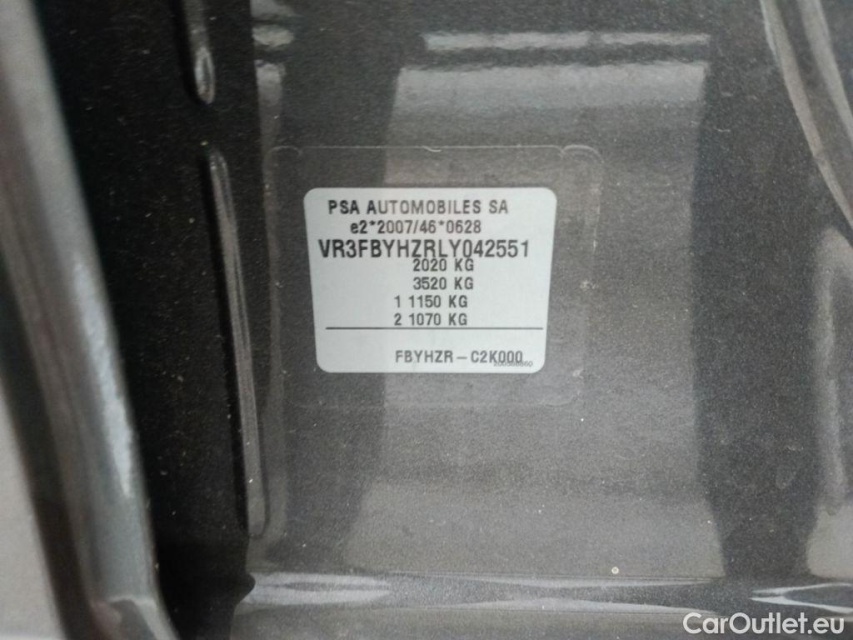 PSA AUTOMOBILES SA
e2*2007/46*0628
VR3FBYHZRLY042551
2020 KG
3520 KG
1 1150 KG
2 1070 KG
FBYHZR - C2K000
CarOutlet.eu